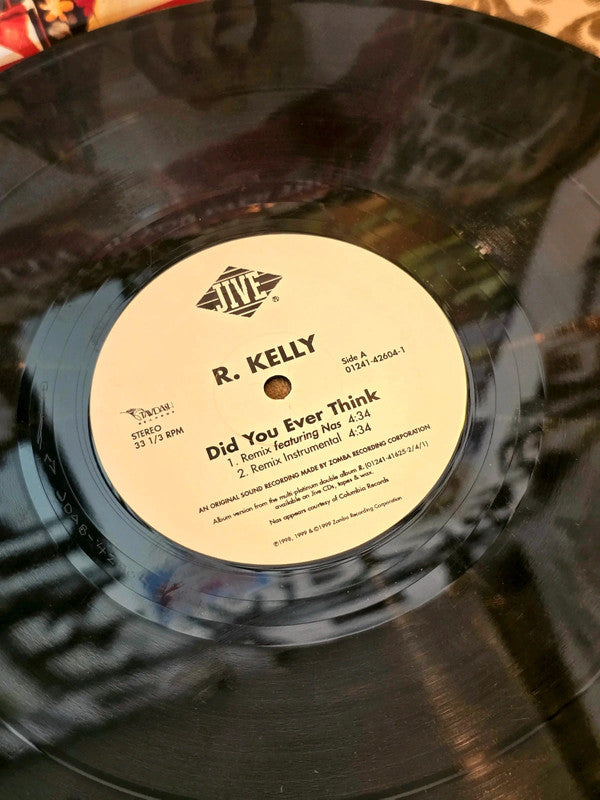 JIVE
®
R. KELLY
Side A
01241-42604-1
RECORDS
STEREO
33 1/3 RPM
Did You Ever Think
1. Remix featuring Nas 4:34
2. Remix Instrumental 4:34
AN ORIGINAL SOUND RECORDING MADE BY ZOMBA RECORDING CORPORATION
Album version from the multi platinum double album R. (01241-41625-2/4/1)
available on Jive CDs, tapes & wax.
Nas appears courtesy of Columbia Records
℗1998, 1999 & ©1999 Zomba Recording Corporation